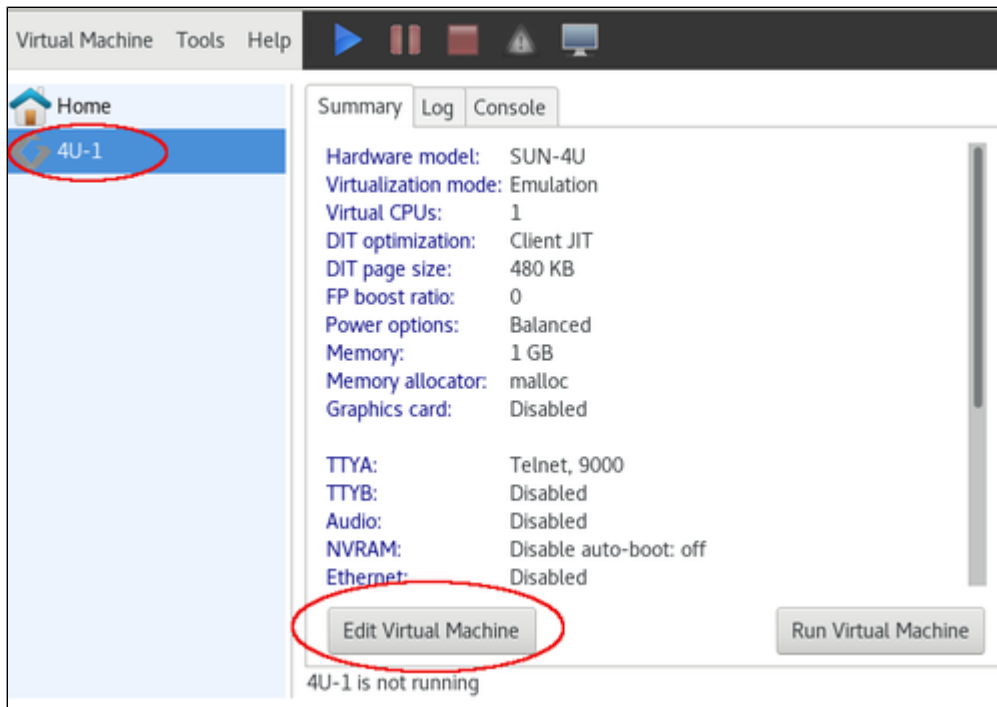 Virtual Machine Tools Help
Home
4U-1
Summary Log Console
Hardware model: SUN-4U
Virtualization mode: Emulation
Virtual CPUs: 1
DIT optimization: Client JIT
DIT page size: 480 KB
FP boost ratio: 0
Power options: Balanced
Memory: 1 GB
Memory allocator: malloc
Graphics card: Disabled
TTYA: Telnet, 9000
TTYB: Disabled
Audio: Disabled
NVRAM: Disable auto-boot: off
Ethernet: Disabled
Edit Virtual Machine Run Virtual Machine
4U-1 is not running